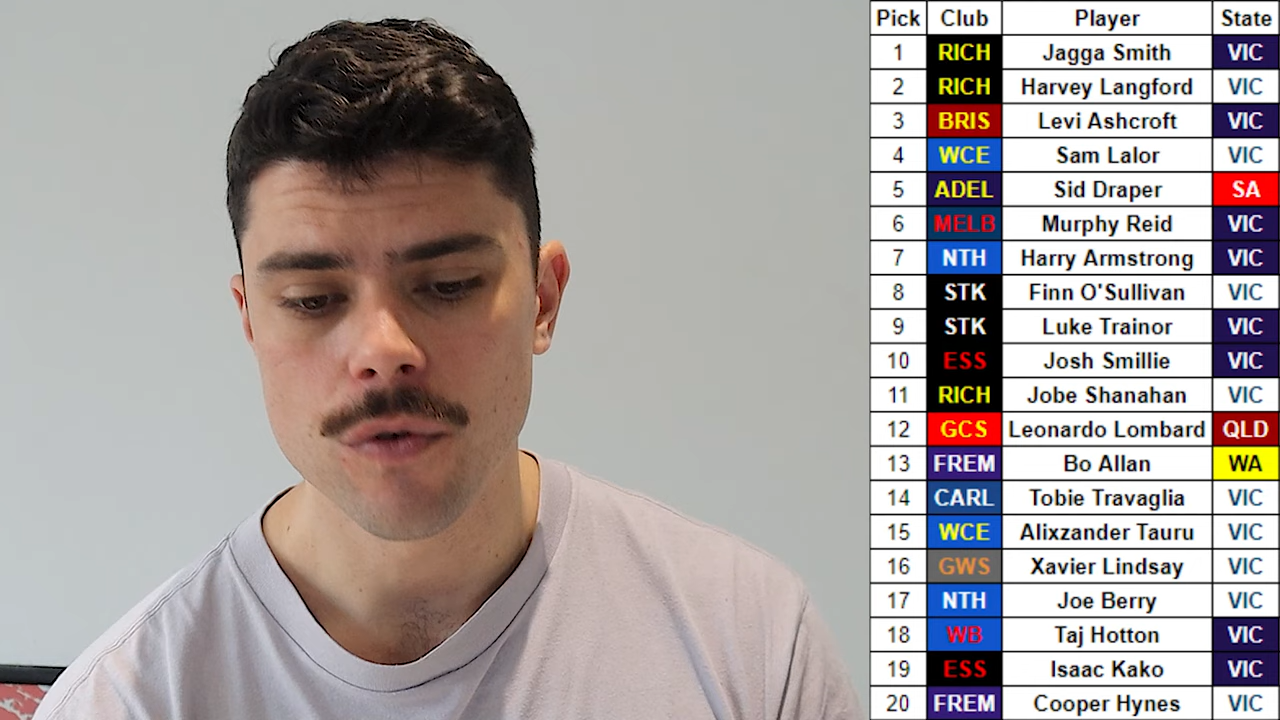 Pick Club Player State
1 RICH Jagga Smith VIC
2 RICH Harvey Langford VIC
3 BRIS Levi Ashcroft VIC
4 WCE Sam Lalor VIC
5 ADEL Sid Draper SA
6 MELB Murphy Reid VIC
7 NTH Harry Armstrong VIC
8 STK Finn O'Sullivan VIC
9 STK Luke Trainor VIC
10 ESS Josh Smillie VIC
11 RICH Jobe Shanahan VIC
12 GCS Leonardo Lombard QLD
13 FREM Bo Allan WA
14 CARL Tobie Travaglia VIC
15 WCE Alixzander Tauru VIC
16 GWS Xavier Lindsay VIC
17 NTH Joe Berry VIC
18 WB Taj Hotton VIC
19 ESS Isaac Kako VIC
20 FREM Cooper Hynes VIC